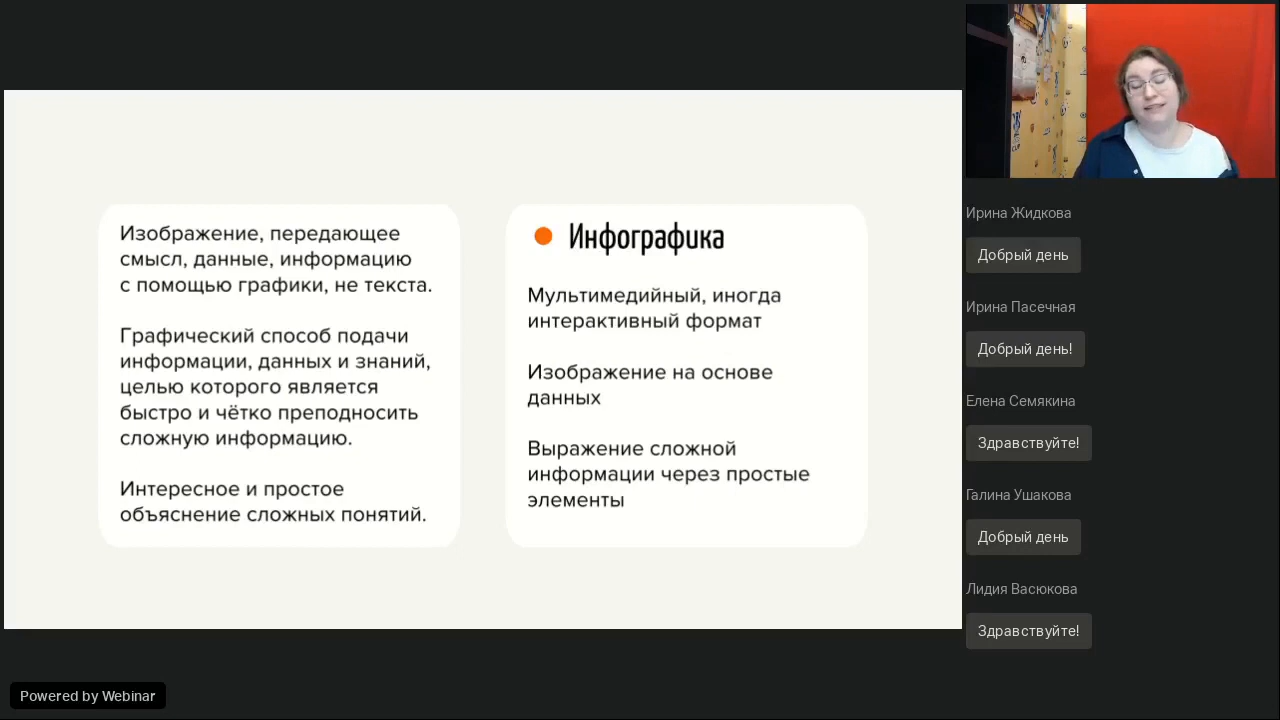 Изображение, передающее
смысл, данные, информацию
с помощью графики, не текста.
Графический способ подачи
информации, данных и знаний,
целью которого является
быстро и чётко преподносить
сложную информацию.
Интересное и простое
объяснение сложных понятий.
Инфографика
Мультимедийный, иногда
интерактивный формат
Изображение на основе
данных
Выражение сложной
информации через простые
элементы
Ирина Жидкова
Добрый день
Ирина Пасечная
Добрый день!
Елена Семякина
Здравствуйте!
Галина Ушакова
Добрый день
Лидия Васюкова
Здравствуйте!
Powered by Webinar